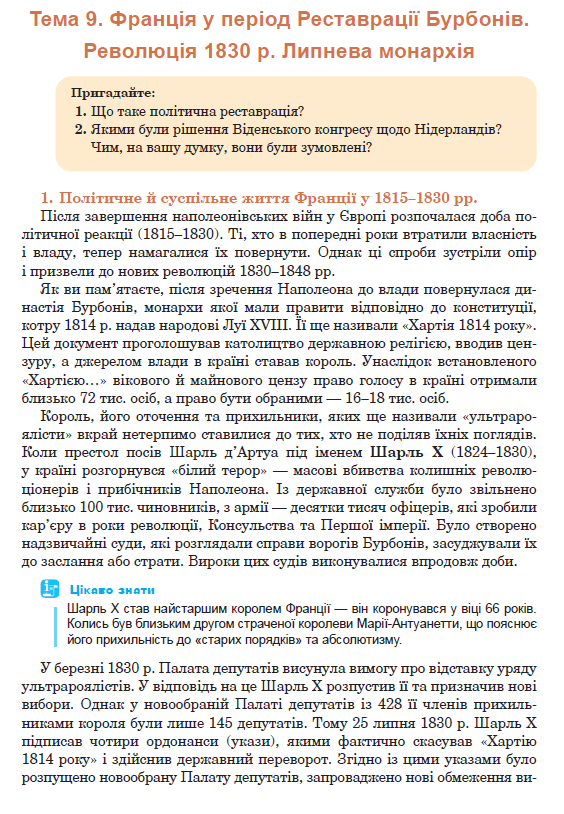 Тема 9. Франція у період Реставрації Бурбонів.
Революція 1830 р. Липнева монархія
Пригадайте:
1. Що таке політична реставрація?
2. Якими були рішення Віденського конгресу щодо Нідерландів?
Чим, на вашу думку, вони були зумовлені?
1. Політичне й суспільне життя Франції у 1815–1830 рр.
Після завершення наполеонівських війн у Європі розпочалася доба по-
літичної реакції (1815–1830). Ті, хто в попередні роки втратили власність
і владу, тепер намагалися їх повернути. Однак ці спроби зустріли опір
і призвели до нових революцій 1830–1848 рр.
Як ви пам’ятаєте, після зречення Наполеона до влади повернулася ди-
настія Бурбонів, монархи якої мали правити відповідно до конституції,
котру 1814 р. надав народові Луї XVIII. Її ще називали «Хартія 1814 року».
Цей документ проголошував католицтво державною релігією, вводив цен-
зуру, а джерелом влади в країні ставав король. Унаслідок встановленого
«Хартією…» вікового й майнового цензу право голосу в країні отримали
близько 72 тис. осіб, а право бути обраними — 16–18 тис. осіб.
Король, його оточення та прихильники, яких ще називали «ультраро-
ялісти» вкрай нетерпимо ставилися до тих, хто не поділяв їхніх поглядів.
Коли престол посів Шарль д’Артуа під іменем Шарль X (1824–1830),
у країні розгорнувся «білий терор» — масові вбивства колишніх револю-
ціонерів і прибічників Наполеона. Із державної служби було звільнено
близько 100 тис. чиновників, з армії — десятки тисяч офіцерів, які зробили
кар’єру в роки революції, Консульства та Першої імперії. Було створено
надзвичайні суди, які розглядали справи ворогів Бурбонів, засуджували їх
до заслання або страти. Вироки цих судів виконувалися впродовж доби.
Цікаво знати
Шарль X став найстаршим королем Франції — він коронувався у віці 66 років.
Колись був близьким другом страченої королеви Марії-Антуанетти, що пояснює
його прихильність до «старих порядків» та абсолютизму.
У березні 1830 р. Палата депутатів висунула вимогу про відставку уряду
ультрароялістів. У відповідь на це Шарль X розпустив її та призначив нові
вибори. Однак у новообраній Палаті депутатів із 428 її членів прихиль-
никами короля були лише 145 депутатів. Тому 25 липня 1830 р. Шарль X
підписав чотири ордонанси (укази), якими фактично скасував «Хартію
1814 року» і здійснив державний переворот. Згідно із цими указами було
розпущено новообрану Палату депутатів, запроваджено нові обмеження ви-